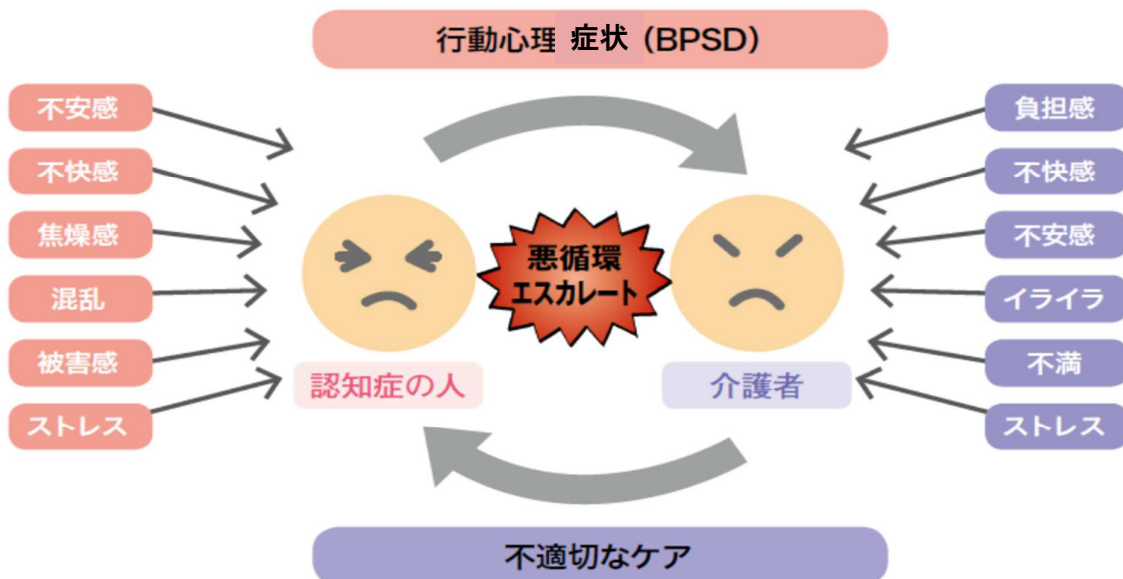 行動心理症状（BPSD）
不安感
不快感
焦燥感
混乱
被害感
ストレス
悪循環
エスカレート
認知症の人
介護者
負担感
不快感
不安感
イライラ
不満
ストレス
不適切なケア